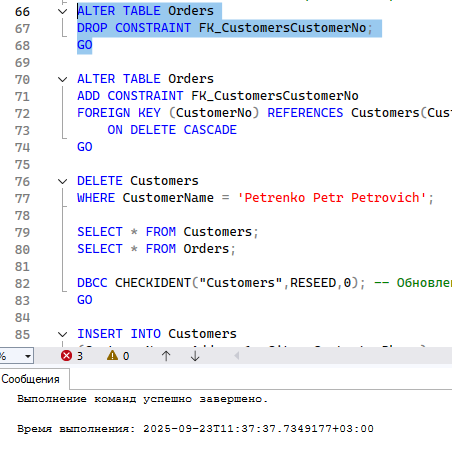 66 ALTER TABLE Orders
67 DROP CONSTRAINT FK_CustomersCustomerNo;
68 GO
69
70 ALTER TABLE Orders
71 ADD CONSTRAINT FK_CustomersCustomerNo
72 FOREIGN KEY (CustomerNo) REFERENCES Customers(Cus
73 ON DELETE CASCADE
74 GO
75
76 DELETE Customers
77 WHERE CustomerName = 'Petrenko Petr Petrovich';
78
79 SELECT * FROM Customers;
80 SELECT * FROM Orders;
81
82 DBCC CHECKIDENT("Customers",RESEED,0); -- Обновлен
83 GO
84
85 INSERT INTO Customers
% 3 0
Сообщения
Выполнение команд успешно завершено.
Время выполнения: 2025-09-23T11:37:37.7349177+03:00